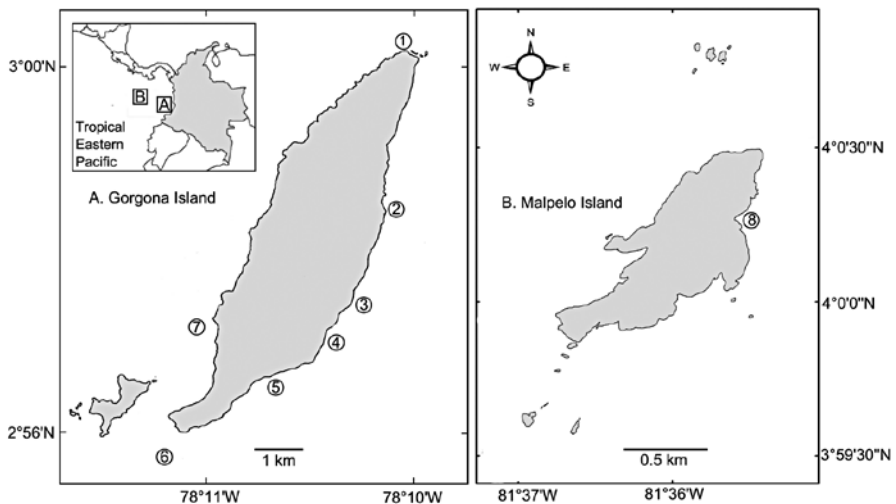 B
A
Tropical
Eastern
Pacific
A. Gorgona Island
3°00'N
2°56'N
78°11'W
78°10'W
1 km
1
2
3
4
5
6
7
N
W E
S
B. Malpelo Island
8
4°0'3,5"N
4°0'0"N
3°59'30"N
81°37'W
81°36'W
0.5 km